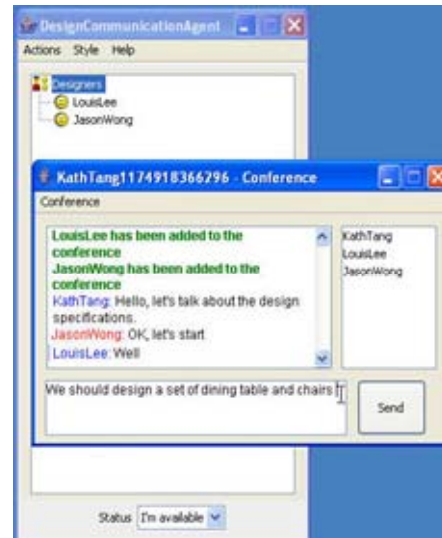 DesignCommunicationAgent
Actions Style Help
Designers
LouisLee
JasonWong
KathTang1174918366296 - Conference
Conference
LouisLee has been added to the
conference
JasonWong has been added to the
conference
KathTang: Hello, let's talk about the design
specifications.
JasonWong: OK, let's start
LouisLee: Well
KathTang
LouisLee
JasonWong
We should design a set of dining table and chairs
Send
Status I'm available